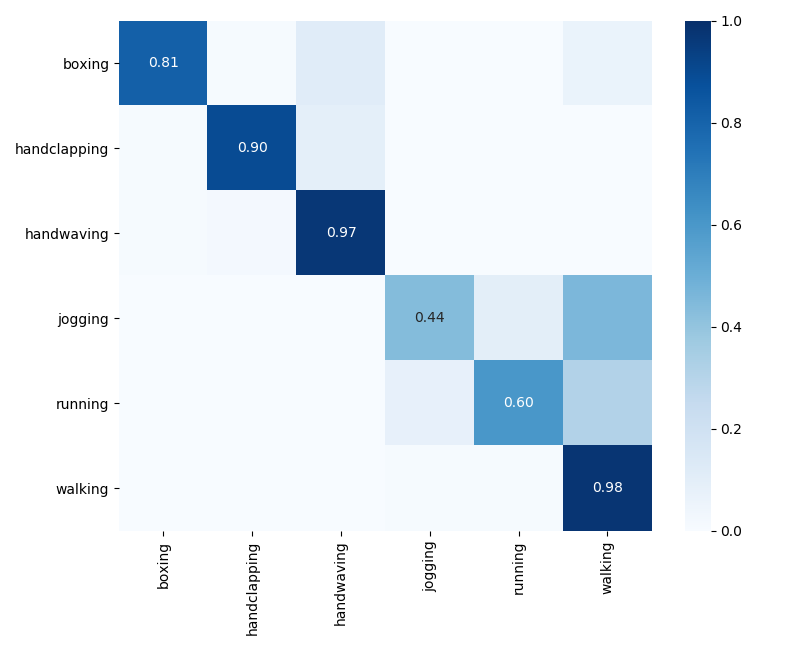 boxing
0.81
handclapping
0.90
handwaving
0.97
jogging
0.44
running
0.60
walking
0.98
boxing
handclapping
handwaving
jogging
running
walking
1.0
0.8
0.6
0.4
0.2
0.0